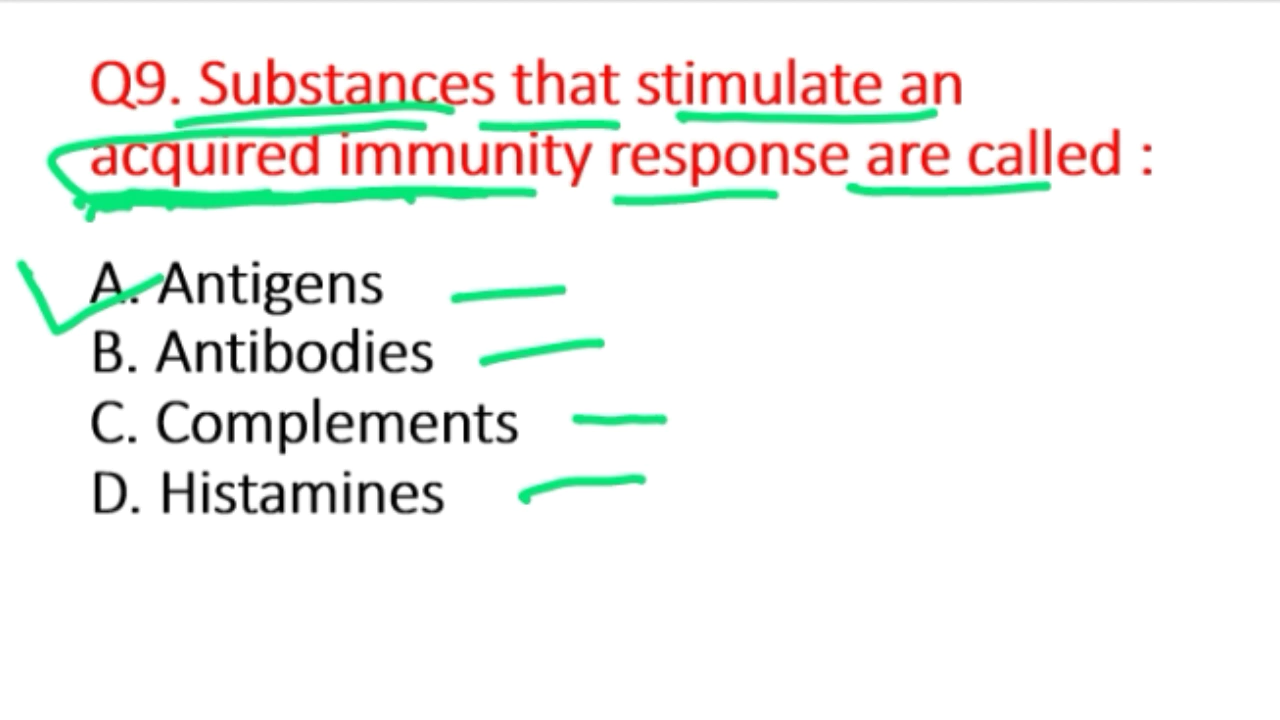 Q9. Substances that stimulate an
acquired immunity response are called :
A. Antigens
B. Antibodies
C. Complements
D. Histamines